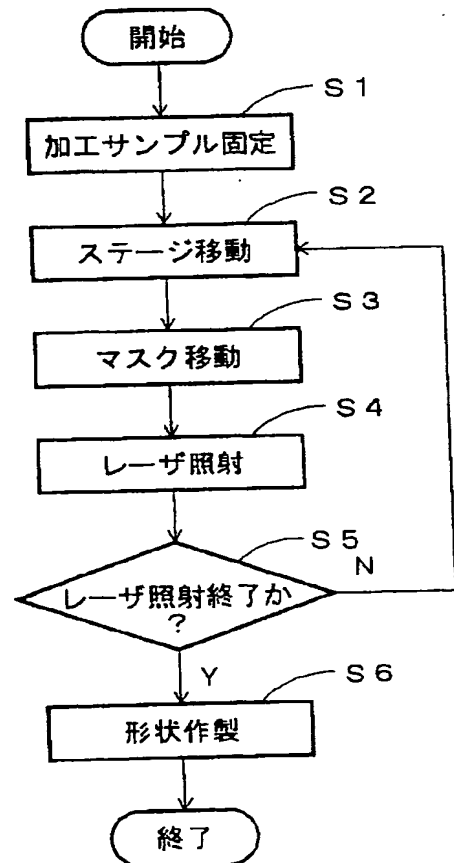 開始
S1
加工サンプル固定
S2
ステージ移動
S3
マスク移動
S4
レーザ照射
S5
レーザ照射終了か
?
N
Y
S6
形状作製
終了